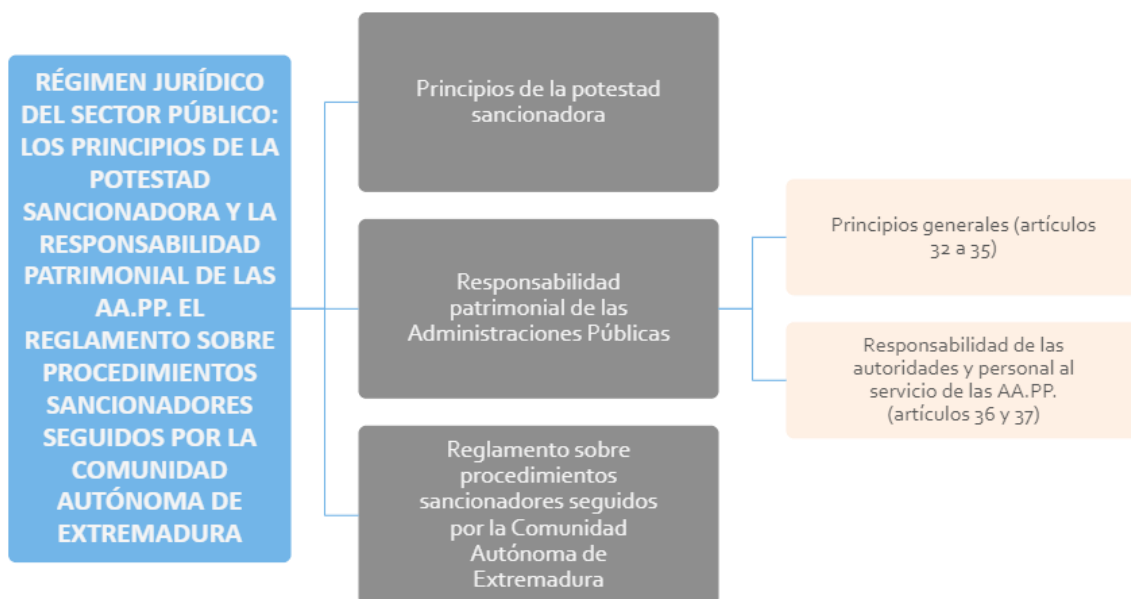 RÉGIMEN JURÍDICO
DEL SECTOR PÚBLICO:
LOS PRINCIPIOS DE LA
POTESTAD
SANCIONADORA Y LA
RESPONSABILIDAD
PATRIMONIAL DE LAS
AA.PP. EL
REGLAMENTO SOBRE
PROCEDIMIENTOS
SANCIONADORES
SEGUIDOS POR LA
COMUNIDAD
AUTÓNOMA DE
EXTREMADURA
Principios de la potestad
sancionadora
Responsabilidad
patrimonial de las
Administraciones Públicas
Principios generales (artículos
32 a 35)
Responsabilidad de las
autoridades y personal al
servicio de las AA.PP.
(artículos 36 y 37)
Reglamento sobre
procedimientos
sancionadores seguidos
por la Comunidad
Autónoma de
Extremadura